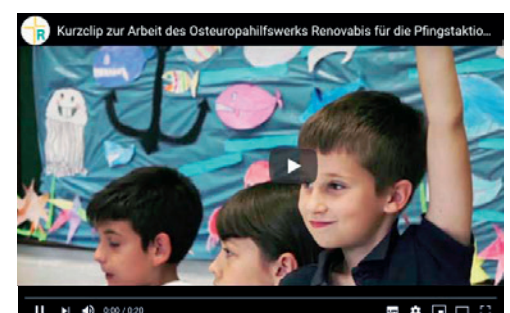 R
Kurzclip zur Arbeit des Osteuropahilfswerks Renovabis für die Pfingstaktio...
0:00 / 0:20